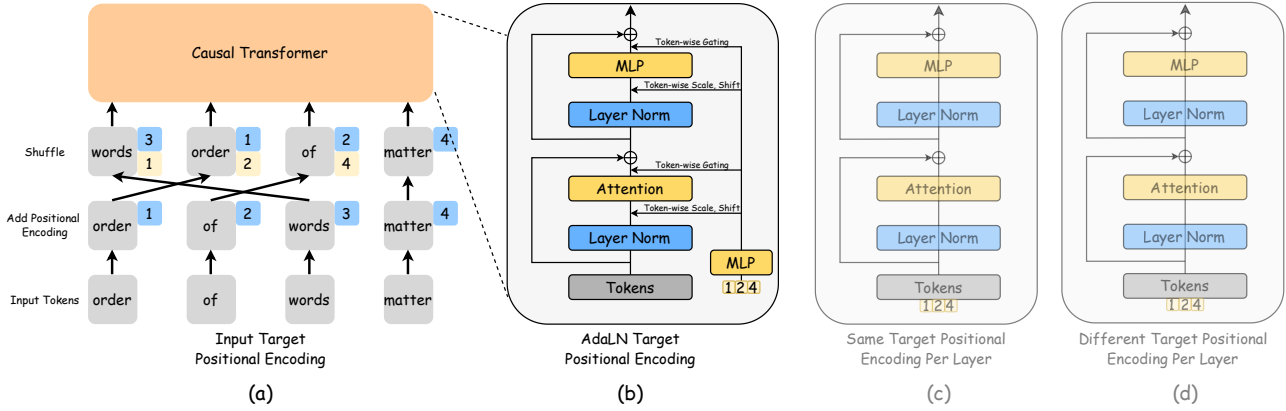 Causal Transformer
Shuffle
words 3 1
order 1 2
of 2 4
matter 4
Add Positional
Encoding
order 1
of 2
words 3
matter 4
Input Tokens
order
of
words
matter
Input Target
Positional Encoding
(a)
Token-wise Gating
MLP
Token-wise Scale, Shift
Layer Norm
Token-wise Gating
Attention
Token-wise Scale, Shift
Layer Norm
MLP
Tokens
1 2 4
AdaLN Target
Positional Encoding
(b)
MLP
Layer Norm
Attention
Layer Norm
Tokens
1 2 4
Same Target Positional
Encoding Per Layer
(c)
MLP
Layer Norm
Attention
Layer Norm
Tokens
1 2 4
Different Target Positional
Encoding Per Layer
(d)